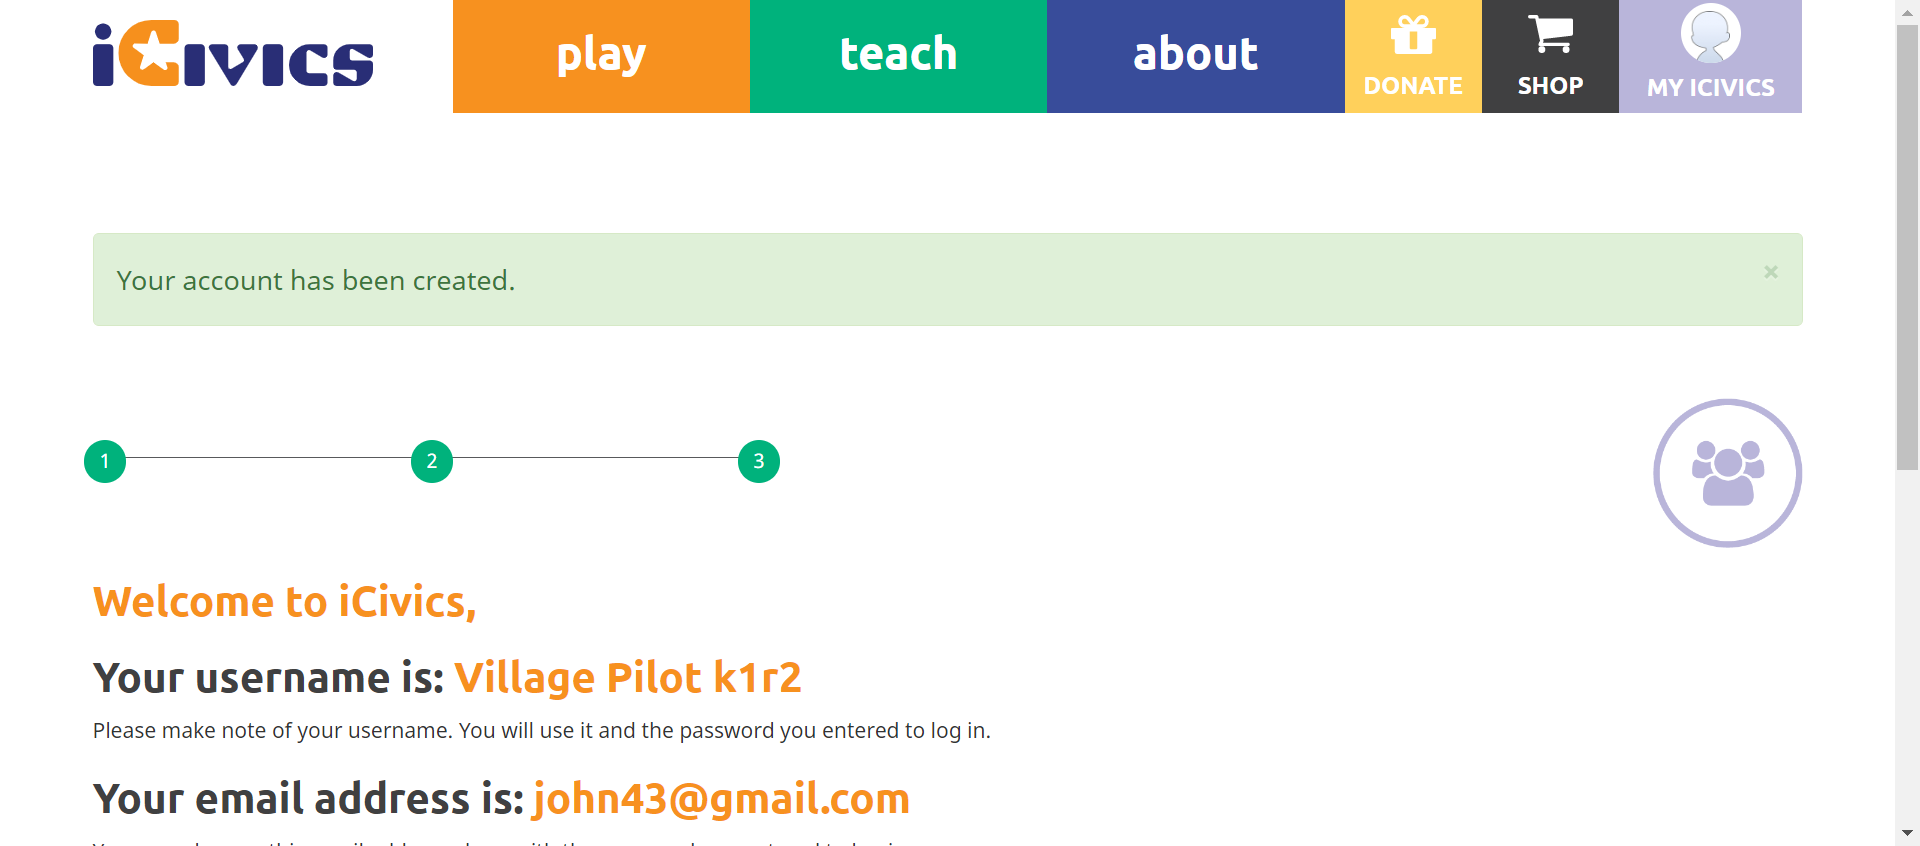 iCivics
play
teach
about
DONATE
SHOP
MY ICIVICS
Your account has been created.
×
1
2
3
Welcome to iCivics,
Your username is: Village Pilot k1r2
Please make note of your username. You will use it and the password you entered to log in.
Your email address is: john43@gmail.com